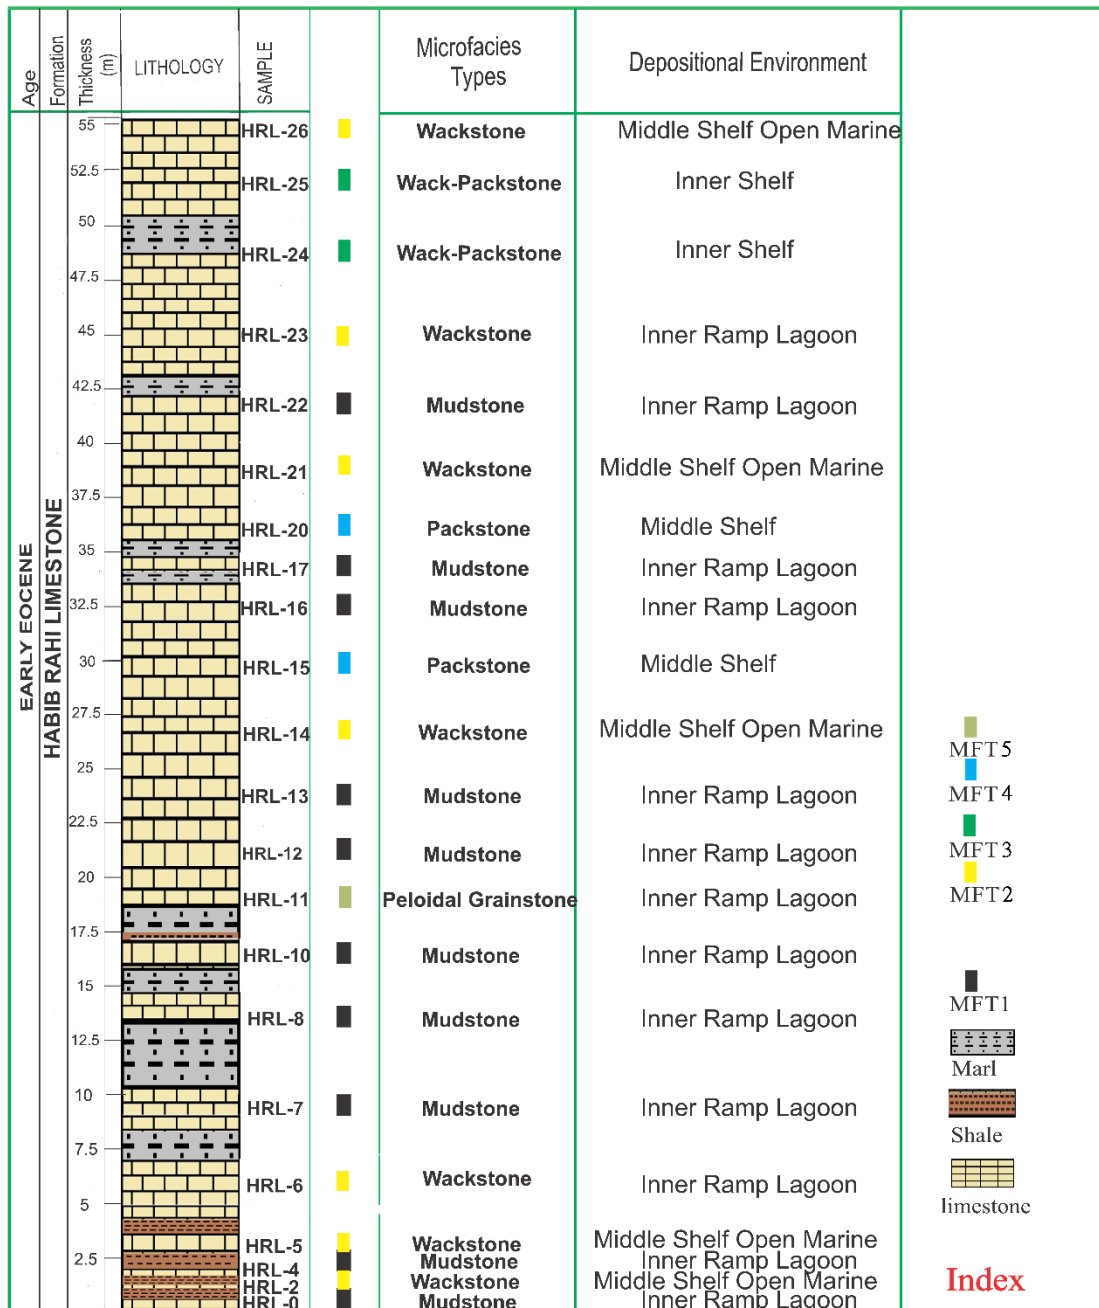 Age
Formation
Thickness (m)
LITHOLOGY
SAMPLE
Microfacies
Types
Depositional Environment
EARLY EOCENE
HABIB RAHI LIMESTONE
55 HRL-26 Wackstone Middle Shelf Open Marine
52.5 HRL-25 Wack-Packstone Inner Shelf
50
HRL-24 Wack-Packstone Inner Shelf
47.5
45 HRL-23 Wackstone Inner Ramp Lagoon
42.5
HRL-22 Mudstone Inner Ramp Lagoon
40
HRL-21 Wackstone Middle Shelf Open Marine
37.5
HRL-20 Packstone Middle Shelf
35
HRL-17 Mudstone Inner Ramp Lagoon
32.5 HRL-16 Mudstone Inner Ramp Lagoon
30 HRL-15 Packstone Middle Shelf
27.5
HRL-14 Wackstone Middle Shelf Open Marine
25
HRL-13 Mudstone Inner Ramp Lagoon
22.5
HRL-12 Mudstone Inner Ramp Lagoon
20
HRL-11 Peloidal Grainstone Inner Ramp Lagoon
17.5
HRL-10 Mudstone Inner Ramp Lagoon
15
HRL-8 Mudstone Inner Ramp Lagoon
12.5
10
HRL-7 Mudstone Inner Ramp Lagoon
7.5
HRL-6 Wackstone Inner Ramp Lagoon
5
HRL-5 Wackstone Middle Shelf Open Marine
2.5 HRL-4 Mudstone Inner Ramp Lagoon
HRL-2 Wackstone Middle Shelf Open Marine
HRL-0 Mudstone Inner Ramp Lagoon
MFT5
MFT4
MFT3
MFT2
MFT1
Marl
Shale
limestone
Index